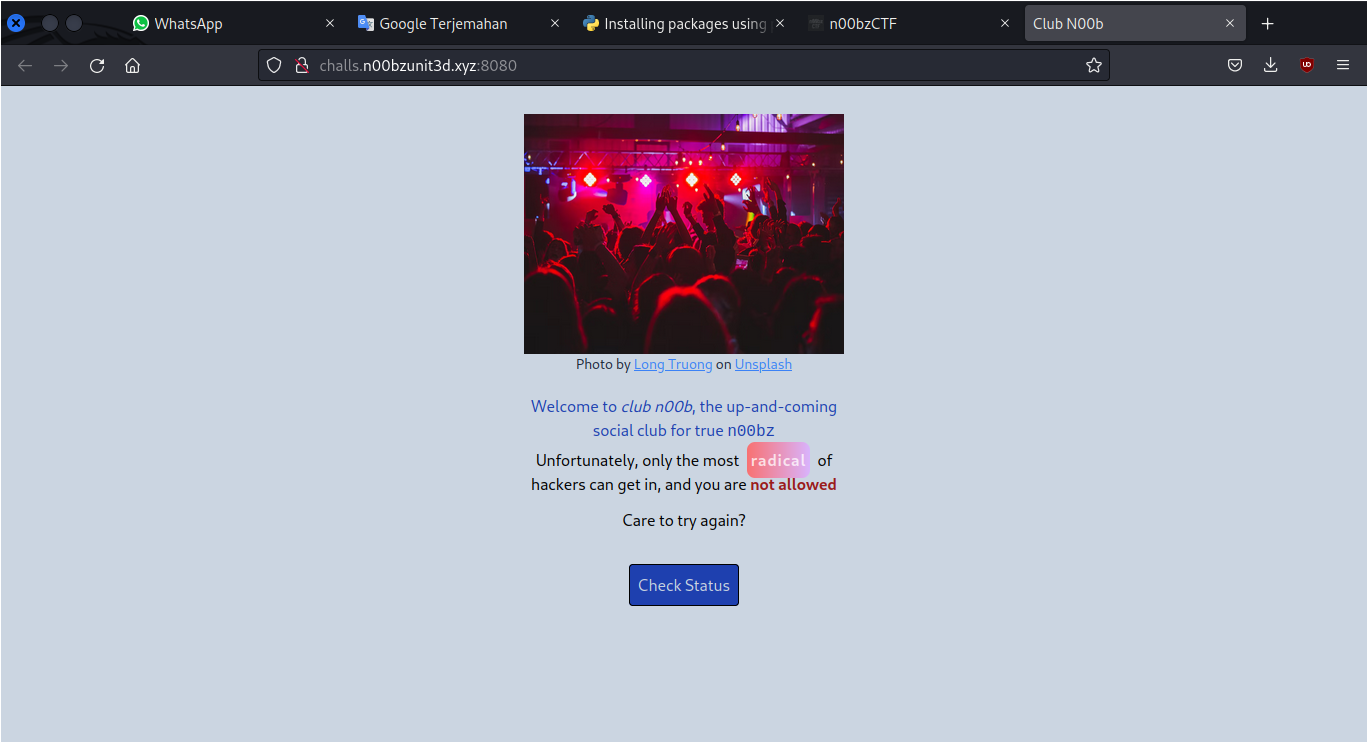 WhatsApp
Google Terjemahan
Installing packages using
n00bzCTF
Club N00b
challs.n00bzunit3d.xyz:8080
Photo by Long Truong on Unsplash
Welcome to club n00b, the up-and-coming
social club for true n00bz
Unfortunately, only the most radical of
hackers can get in, and you are not allowed
Care to try again?
Check Status